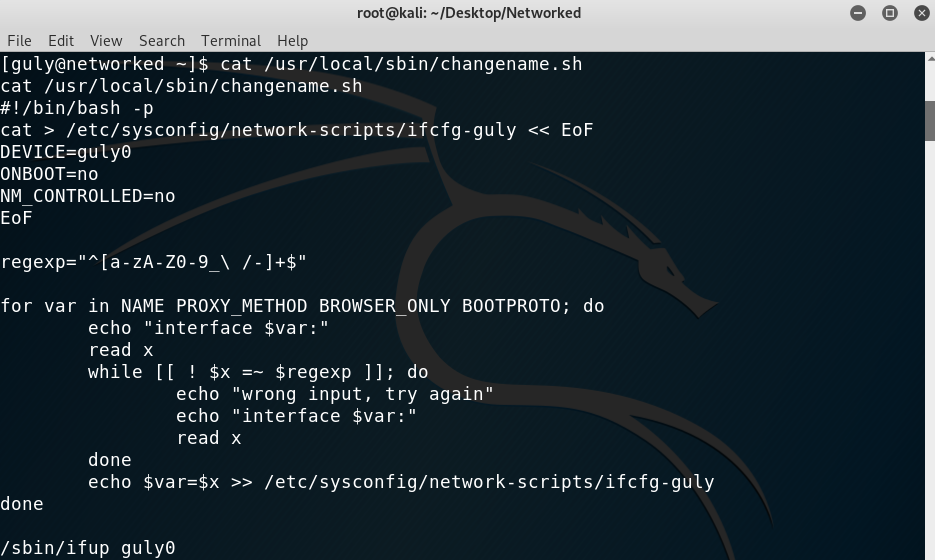 root@kali: ~/Desktop/Networked
File Edit View Search Terminal Help
[guly@networked ~]$ cat /usr/local/sbin/changename.sh
cat /usr/local/sbin/changename.sh
#!/bin/bash -p
cat > /etc/sysconfig/network-scripts/ifcfg-guly << EoF
DEVICE=guly0
ONBOOT=no
NM_CONTROLLED=no
EoF

regexp="^[a-zA-Z0-9_\ /-]+$"

for var in NAME PROXY_METHOD BROWSER_ONLY BOOTPROTO; do
        echo "interface $var:"
        read x
        while [[ ! $x =~ $regexp ]]; do
                echo "wrong input, try again"
                echo "interface $var:"
                read x
        done
        echo $var=$x >> /etc/sysconfig/network-scripts/ifcfg-guly
done

/sbin/ifup guly0